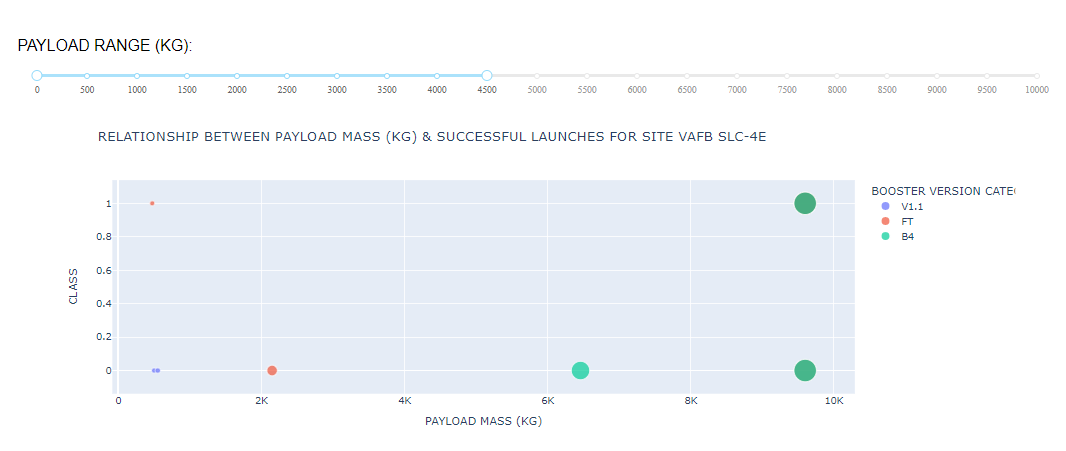 PAYLOAD RANGE (KG):
0 500 1000 1500 2000 2500 3000 3500 4000 4500 5000 5500 6000 6500 7000 7500 8000 8500 9000 9500 10000
RELATIONSHIP BETWEEN PAYLOAD MASS (KG) & SUCCESSFUL LAUNCHES FOR SITE VAFB SLC-4E
BOOSTER VERSION CATE
V1.1
FT
B4
1
0.8
0.6
0.4
0.2
0
CLASS
0 2K 4K 6K 8K 10K
PAYLOAD MASS (KG)